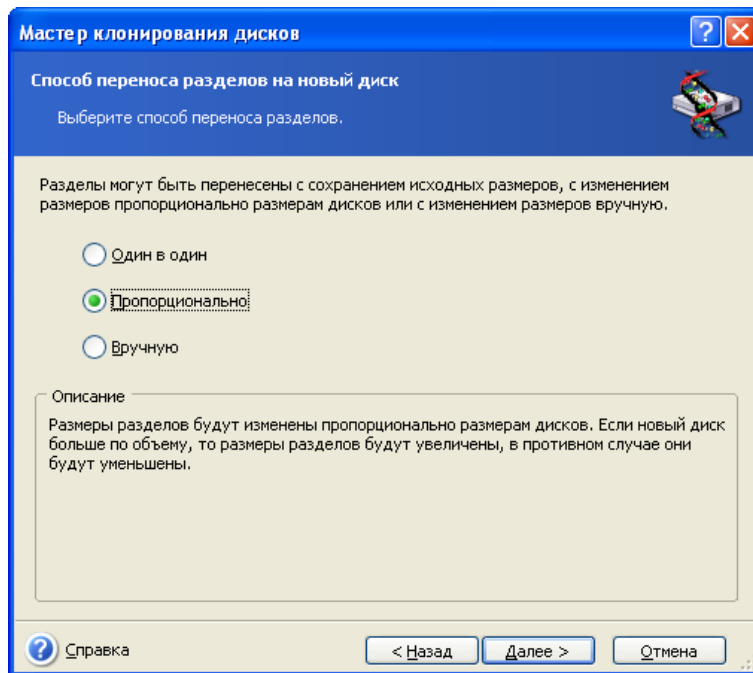 Мастер клонирования дисков
Способ переноса разделов на новый диск
Выберите способ переноса разделов.
Разделы могут быть перенесены с сохранением исходных размеров, с изменением
размеров пропорционально размерам дисков или с изменением размеров вручную.
Один в один
Пропорционально
Вручную
Описание
Размеры разделов будут изменены пропорционально размерам дисков. Если новый диск
больше по объему, то размеры разделов будут увеличены, в противном случае они
будут уменьшены.
Справка
< Назад
Далее >
Отмена